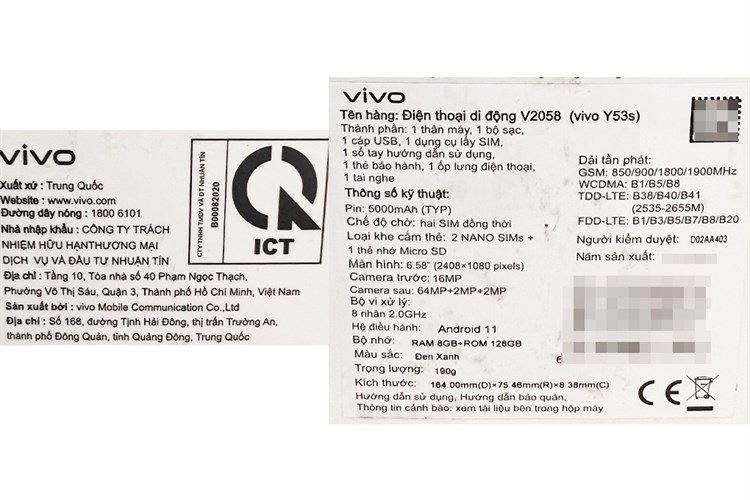 vivo
Xuất xứ : Trung Quốc
Website : www.vivo.com
Đường dây nóng : 1800 6101
Nhà nhập khẩu : CÔNG TY TRÁCH
NHIỆM HỮU HẠNTHƯƠNG MẠI
DỊCH VỤ VÀ ĐẦU TƯ NHUẬN TÍN
Địa chỉ : Tầng 10, Tòa nhà số 40 Phạm Ngọc Thạch,
Phường Võ Thị Sáu, Quận 3, Thành phố Hồ Chí Minh, Việt Nam
Sản xuất bởi : vivo Mobile Communication Co.,Ltd
Địa chỉ : Số 168, đường Tịnh Hải Đông, thị trấn Trường An,
thành phố Đông Quản, tỉnh Quảng Đông, Trung Quốc
CTY TNHH TMDV VÀ ĐT NHUẬN TÍN
B00082020
ICT
vivo
Tên hàng: Điện thoại di động V2058 (vivo Y53s)
Thành phần: 1 thân máy, 1 bộ sạc,
1 cáp USB, 1 dụng cụ lấy SIM,
1 sổ tay hướng dẫn sử dụng,
1 thẻ bảo hành, 1 ốp lưng điện thoại,
1 tai nghe
Thông số kỹ thuật:
Pin: 5000mAh (TYP)
Chế độ chờ: hai SIM đồng thời
Loại khe cắm thẻ: 2 NANO SIMs +
1 thẻ nhớ Micro SD
Màn hình: 6.58" (2408×1080 pixels)
Camera trước: 16MP
Camera sau: 64MP+2MP+2MP
Bộ vi xử lý:
8 nhân 2.0GHz
Hệ điều hành: Android 11
Bộ nhớ: RAM 8GB+ROM 128GB
Màu sắc: Đen Xanh
Trọng lượng: 190g
Kích thước: 164.00mm(D)×75.46mm(R)×8.38mm(C)
Hướng dẫn sử dụng, Hướng dẫn bảo quản,
Thông tin cảnh báo: xem tài liệu bên trong hộp máy
Dải tần phát:
GSM: 850/900/1800/1900MHz
WCDMA: B1/B5/B8
TDD-LTE: B38/B40/B41
(2535-2655M)
FDD-LTE: B1/B3/B5/B7/B8/B20
Người kiểm duyệt: D02AA403
Năm sản xuất:
CE